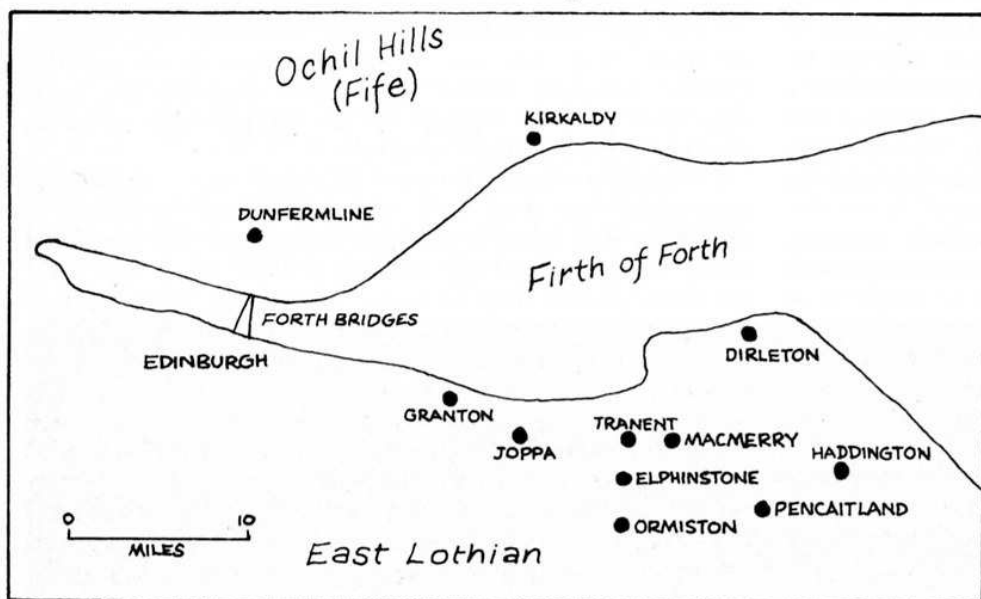 Ochil Hills
(Fife)
KIRKALDY
DUNFERMLINE
Firth of Forth
FORTH BRIDGES
EDINBURGH
DIRLETON
GRANTON
TRANENT
MACMERRY
JOPPA
HADDINGTON
ELPHINSTONE
PENCAITLAND
ORMISTON
0 10
MILES
East Lothian